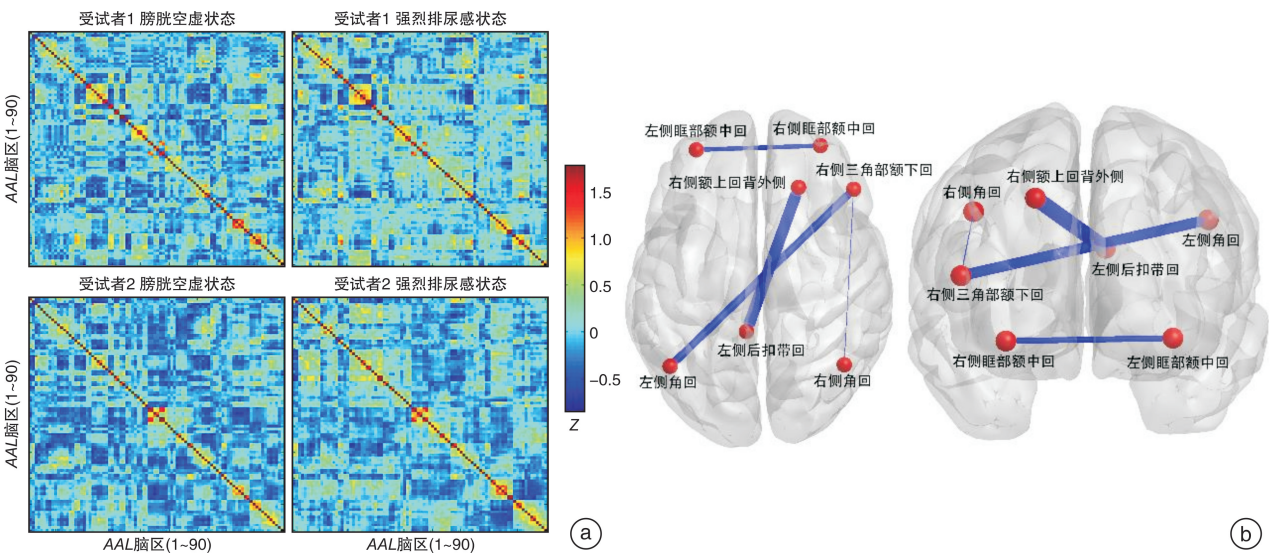 受试者1 膀胱空虚状态
受试者1 强烈排尿感状态
AAL脑区(1~90)
受试者2 膀胱空虚状态
受试者2 强烈排尿感状态
AAL脑区(1~90)
AAL脑区(1~90)
AAL脑区(1~90)
1.5
1.0
0.5
0
−0.5
Z
a
左侧眶部额中回
右侧眶部额中回
右侧三角部额下回
右侧额上回背外侧
左侧后扣带回
左侧角回
右侧角回
右侧额上回背外侧
右侧角回
左侧角回
左侧后扣带回
右侧三角部额下回
右侧眶部额中回
左侧眶部额中回
b